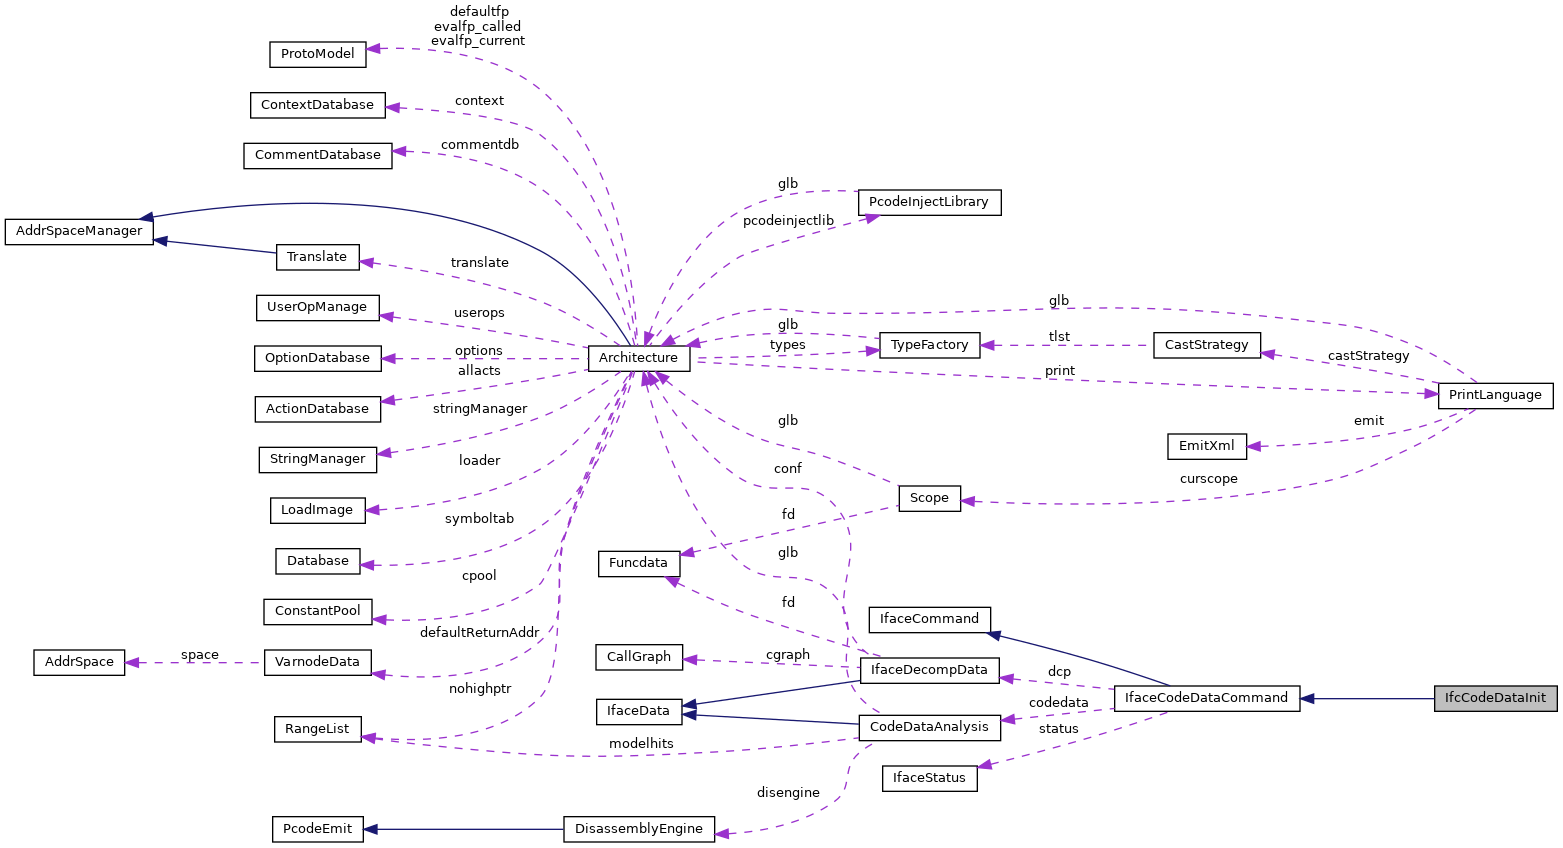 defaultfp
evalfp_called
evalfp_current
ProtoModel
context
ContextDatabase
commentdb
CommentDatabase
glb
PcodeInjectLibrary
pcodeinjectlib
AddrSpaceManager
Translate
translate
UserOpManage
userops
glb
glb
types
TypeFactory
tlst
CastStrategy
castStrategy
OptionDatabase
options
Architecture
allacts
print
PrintLanguage
ActionDatabase
stringManager
glb
emit
EmitXml
StringManager
loader
conf
curscope
Scope
LoadImage
symboltab
fd
Database
glb
Funcdata
cpool
ConstantPool
fd
IfaceCommand
defaultReturnAddr
AddrSpace
space
VarnodeData
CallGraph
cgraph
IfaceDecompData
dcp
nohighptr
IfaceData
codedata
IfaceCodeDataCommand
IfcCodeDataInit
RangeList
CodeDataAnalysis
status
modelhits
IfaceStatus
disengine
PcodeEmit
DisassemblyEngine